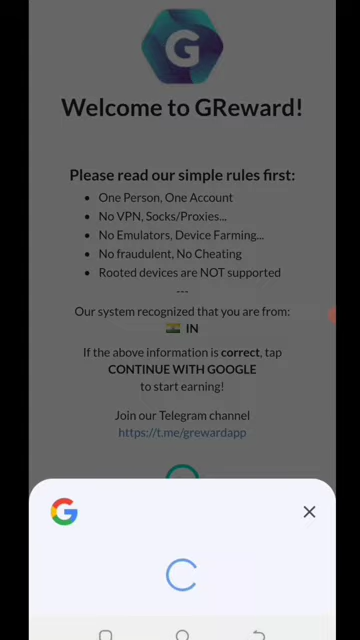 G
Welcome to GReward!
Please read our simple rules first:
• One Person, One Account
• No VPN, Socks/Proxies...
• No Emulators, Device Farming...
• No fraudulent, No Cheating
• Rooted devices are NOT supported
---
Our system recognized that you are from:
IN
If the above information is correct, tap
CONTINUE WITH GOOGLE
to start earning!
Join our Telegram channel
https://t.me/grewardapp
G